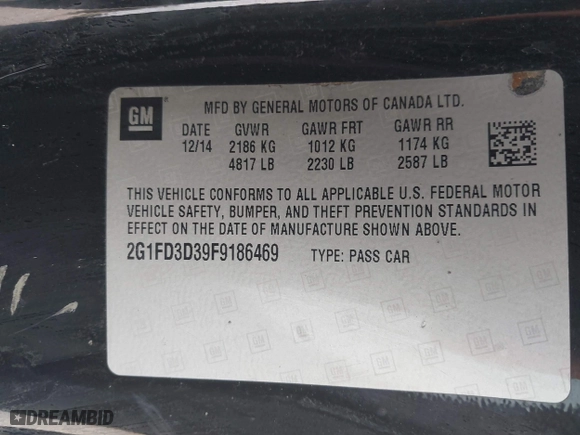 GM
MFD BY GENERAL MOTORS OF CANADA LTD.
DATE GVWR GAWR FRT GAWR RR
12/14 2186 KG 1012 KG 1174 KG
4817 LB 2230 LB 2587 LB
THIS VEHICLE CONFORMS TO ALL APPLICABLE U.S. FEDERAL MOTOR
VEHICLE SAFETY, BUMPER, AND THEFT PREVENTION STANDARDS IN
EFFECT ON THE DATE OF MANUFACTURE SHOWN ABOVE.
2G1FD3D39F9186469 TYPE: PASS CAR
DREAMBID